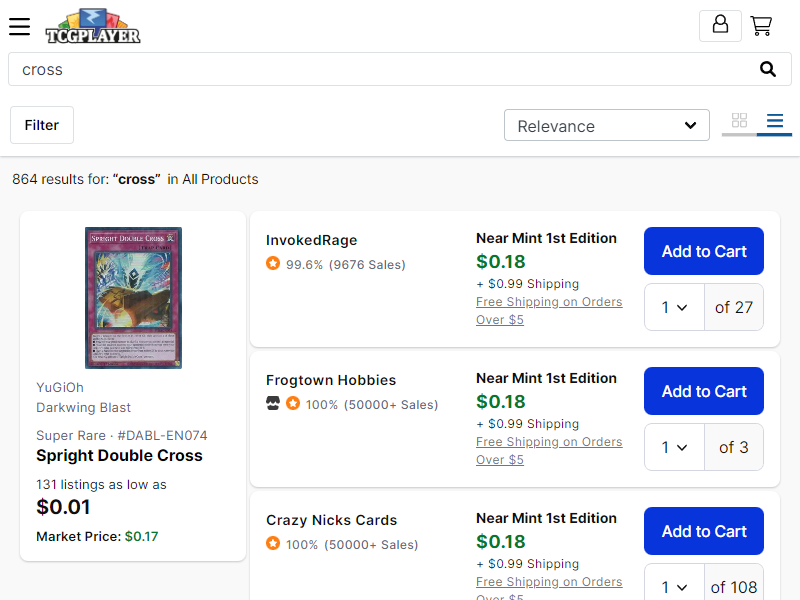 TCGPLAYER
cross
Filter
Relevance
864 results for: “cross” in All Products
SPRIGHT DOUBLE CROSS
YuGiOh
Darkwing Blast
Super Rare · #DABL-EN074
Spright Double Cross
131 listings as low as
$0.01
Market Price: $0.17
InvokedRage
99.6% (9676 Sales)
Near Mint 1st Edition
$0.18
+ $0.99 Shipping
Free Shipping on Orders
Over $5
Add to Cart
1 of 27
Frogtown Hobbies
100% (50000+ Sales)
Near Mint 1st Edition
$0.18
+ $0.99 Shipping
Free Shipping on Orders
Over $5
Add to Cart
1 of 3
Crazy Nicks Cards
100% (50000+ Sales)
Near Mint 1st Edition
$0.18
+ $0.99 Shipping
Free Shipping on Orders
Over $5
Add to Cart
1 of 108